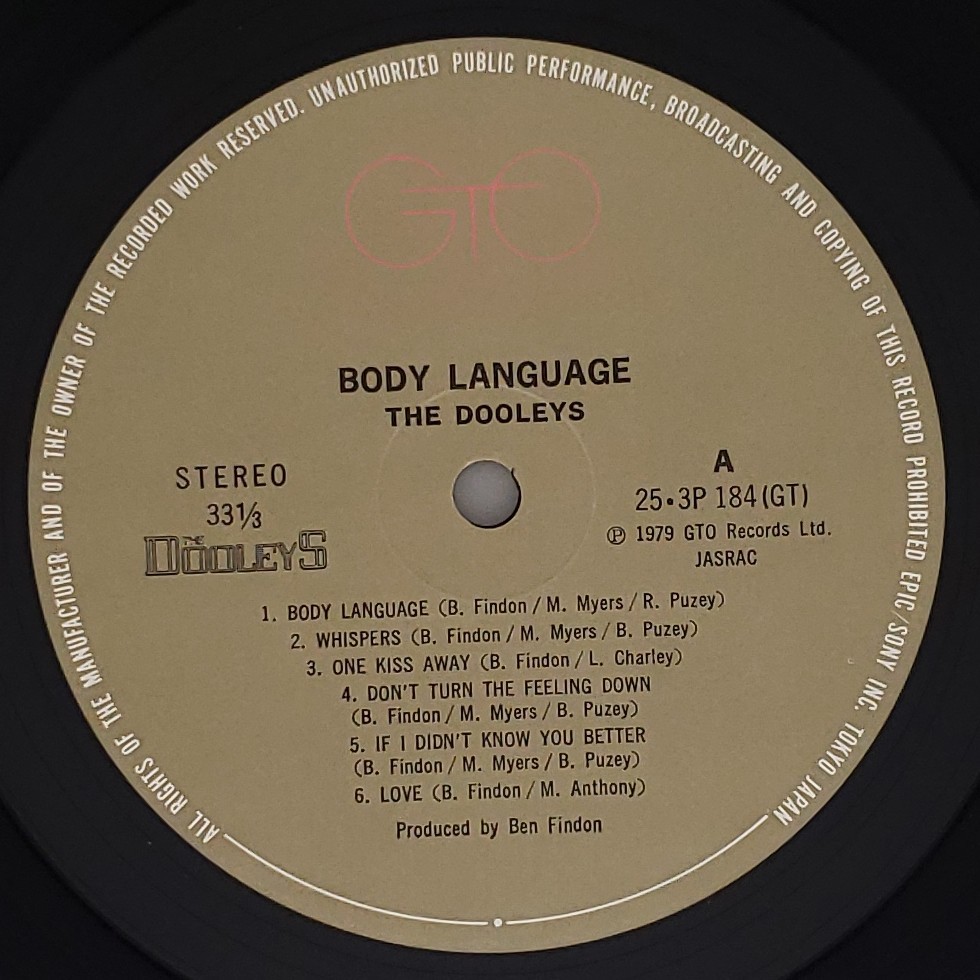 ALL RIGHTS OF THE MANUFACTURER AND OF THE OWNER OF THE RECORDED WORK RESERVED. UNAUTHORIZED PUBLIC PERFORMANCE, BROADCASTING AND COPYING OF THIS RECORD PROHIBITED EPIC/SONY INC. TOKYO JAPAN
GTO
BODY LANGUAGE
THE DOOLEYS
STEREO
33⅓
THE DOOLEYS
A
25•3P 184(GT)
Ⓟ 1979 GTO Records Ltd.
JASRAC
1. BODY LANGUAGE (B. Findon / M. Myers / R. Puzey)
2. WHISPERS (B. Findon / M. Myers / B. Puzey)
3. ONE KISS AWAY (B. Findon / L. Charley)
4. DON'T TURN THE FEELING DOWN
(B. Findon / M. Myers / B. Puzey)
5. IF I DIDN'T KNOW YOU BETTER
(B. Findon / M. Myers / B. Puzey)
6. LOVE (B. Findon / M. Anthony)
Produced by Ben Findon